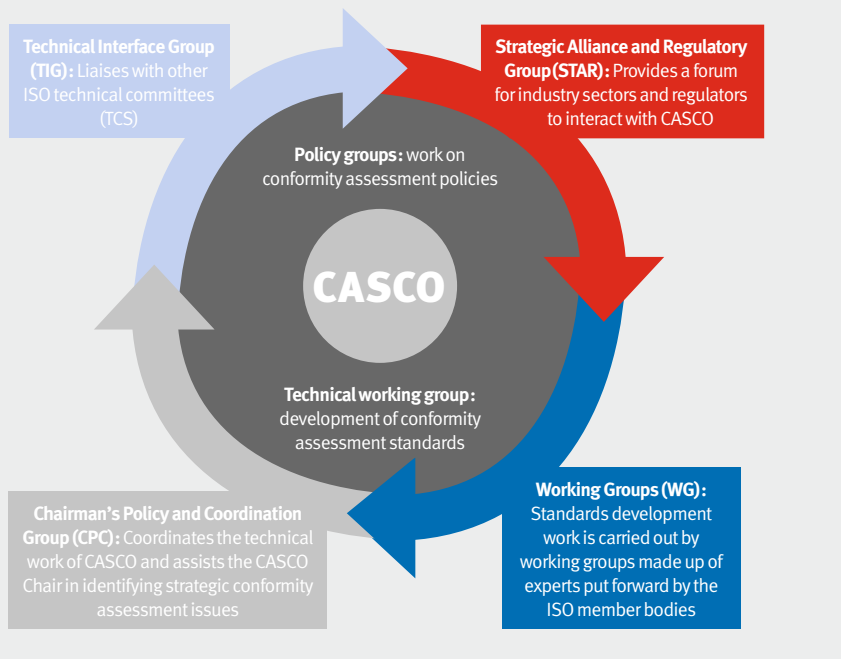 Technical Interface Group
(TIG): Liaises with other
ISO technical committees
(TCS)
Strategic Alliance and Regulatory
Group (STAR): Provides a forum
for industry sectors and regulators
to interact with CASCO
Policy groups: work on
conformity assessment policies
CASCO
Technical working group:
development of conformity
assessment standards
Chairman’s Policy and Coordination
Group (CPC): Coordinates the technical
work of CASCO and assists the CASCO
Chair in identifying strategic conformity
assessment issues
Working Groups (WG):
Standards development
work is carried out by
working groups made up of
experts put forward by the
ISO member bodies